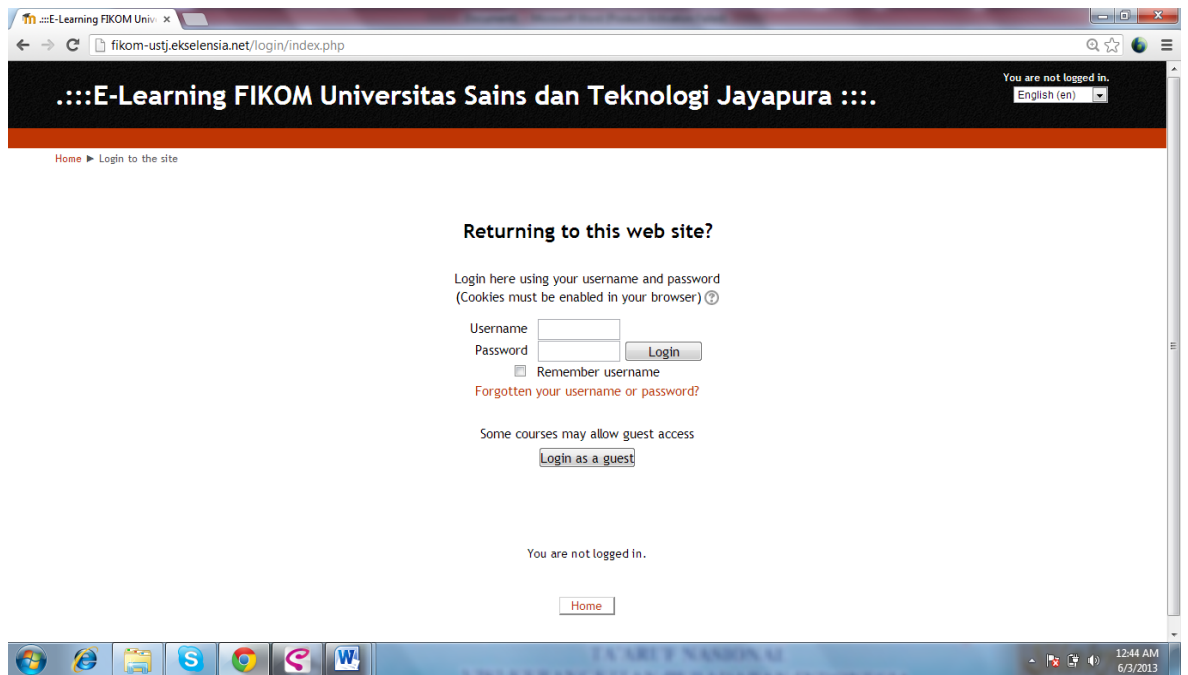 .:::E-Learning FIKOM Univ
fikom-ustj.ekselensia.net/login/index.php
You are not logged in.
.:::E-Learning FIKOM Universitas Sains dan Teknologi Jayapura :::.
English (en)
Home ► Login to the site
Returning to this web site?
Login here using your username and password
(Cookies must be enabled in your browser) ?
Username
Password
Login
Remember username
Forgotten your username or password?
Some courses may allow guest access
Login as a guest
You are not logged in.
Home
12:44 AM
6/3/2013